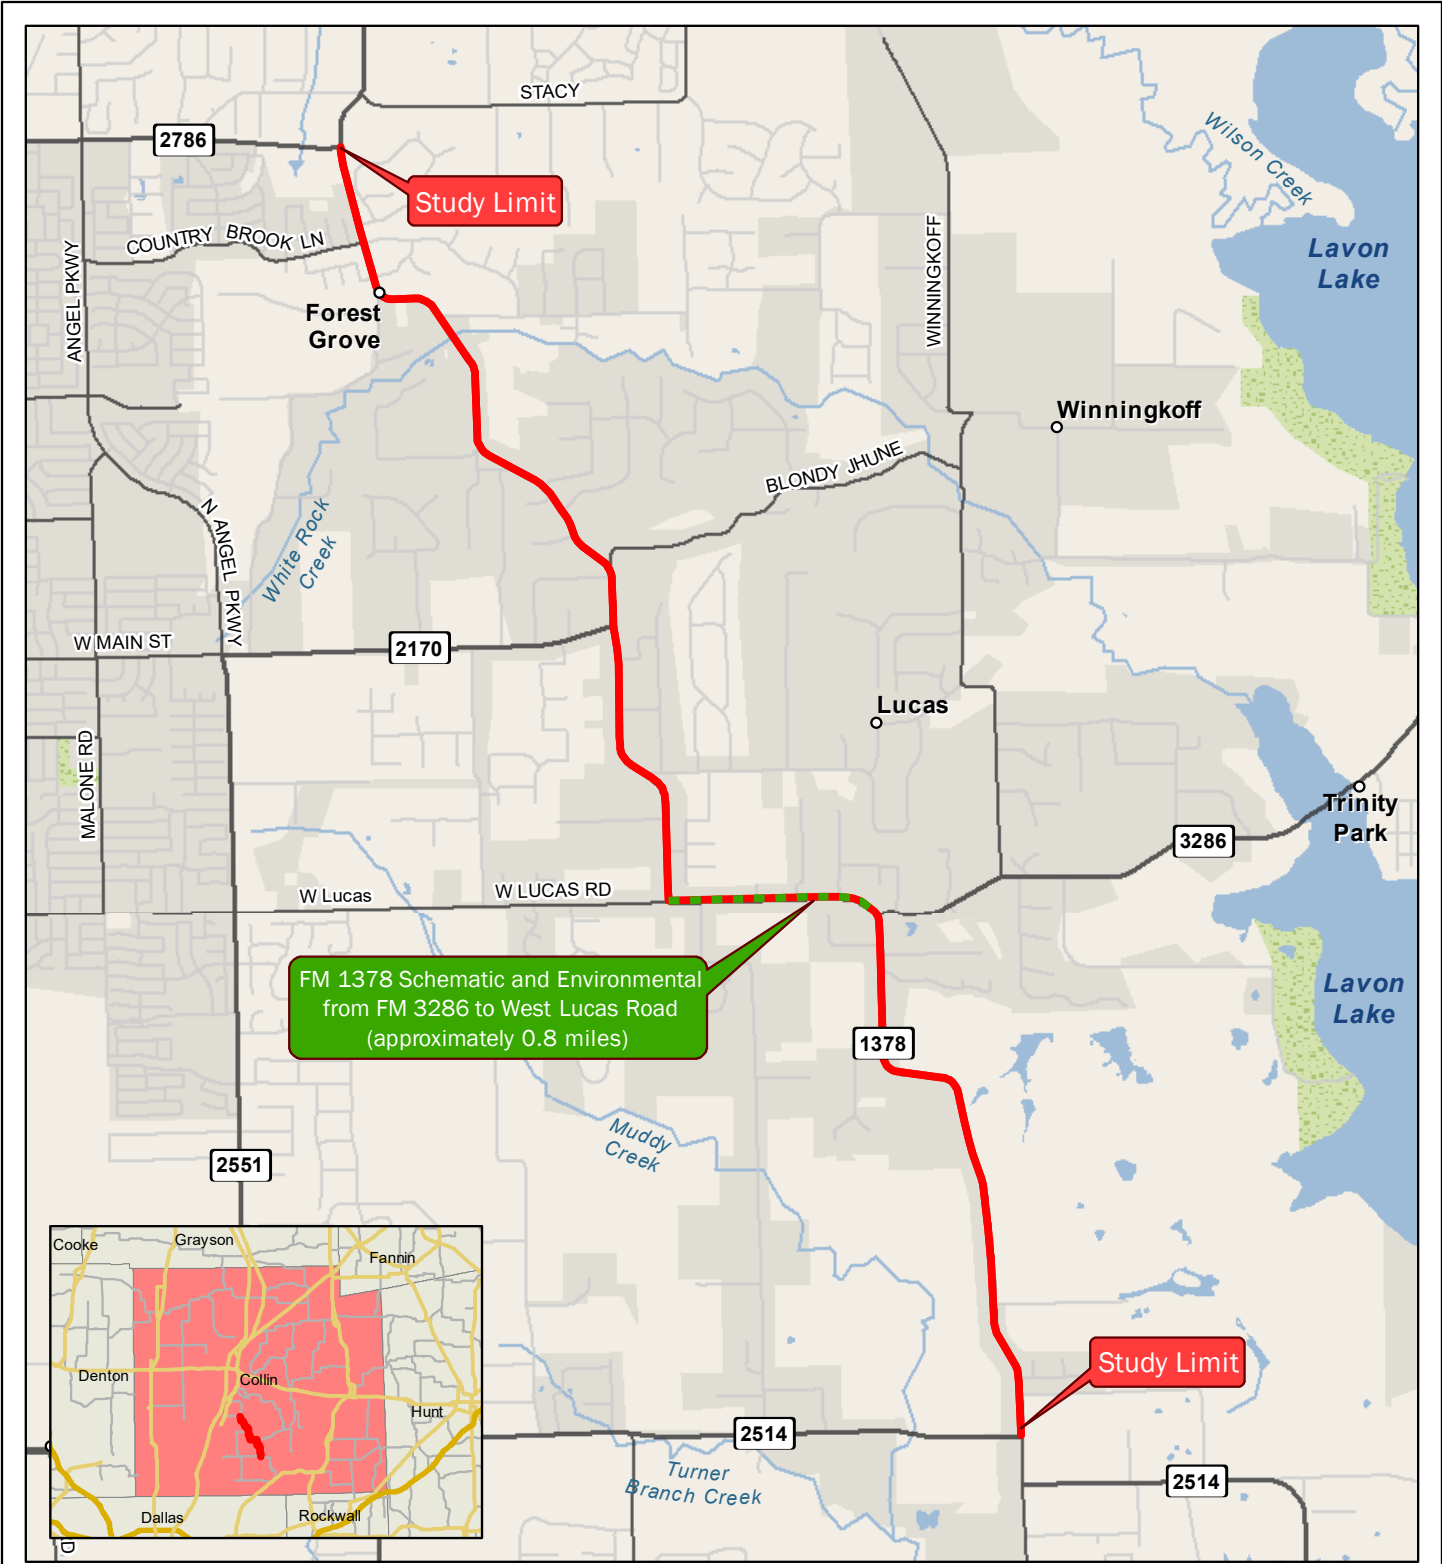 STACY
2786
Wilson Creek
Study Limit
COUNTRY BROOK LN
ANGEL PKWY
WINNINGKOFF
Lavon
Lake
Forest
Grove
Winningkoff
BLONDY JHUNE
N ANGEL PKWY
White Rock
Creek
W MAIN ST
2170
Lucas
MALONE RD
Trinity
Park
3286
W Lucas
W LUCAS RD
FM 1378 Schematic and Environmental
from FM 3286 to West Lucas Road
(approximately 0.8 miles)
Lavon
Lake
1378
Muddy
Creek
2551
Cooke
Grayson
Fannin
Denton
Collin
Hunt
Dallas
Rockwall
Study Limit
2514
Turner
Branch Creek
2514
D